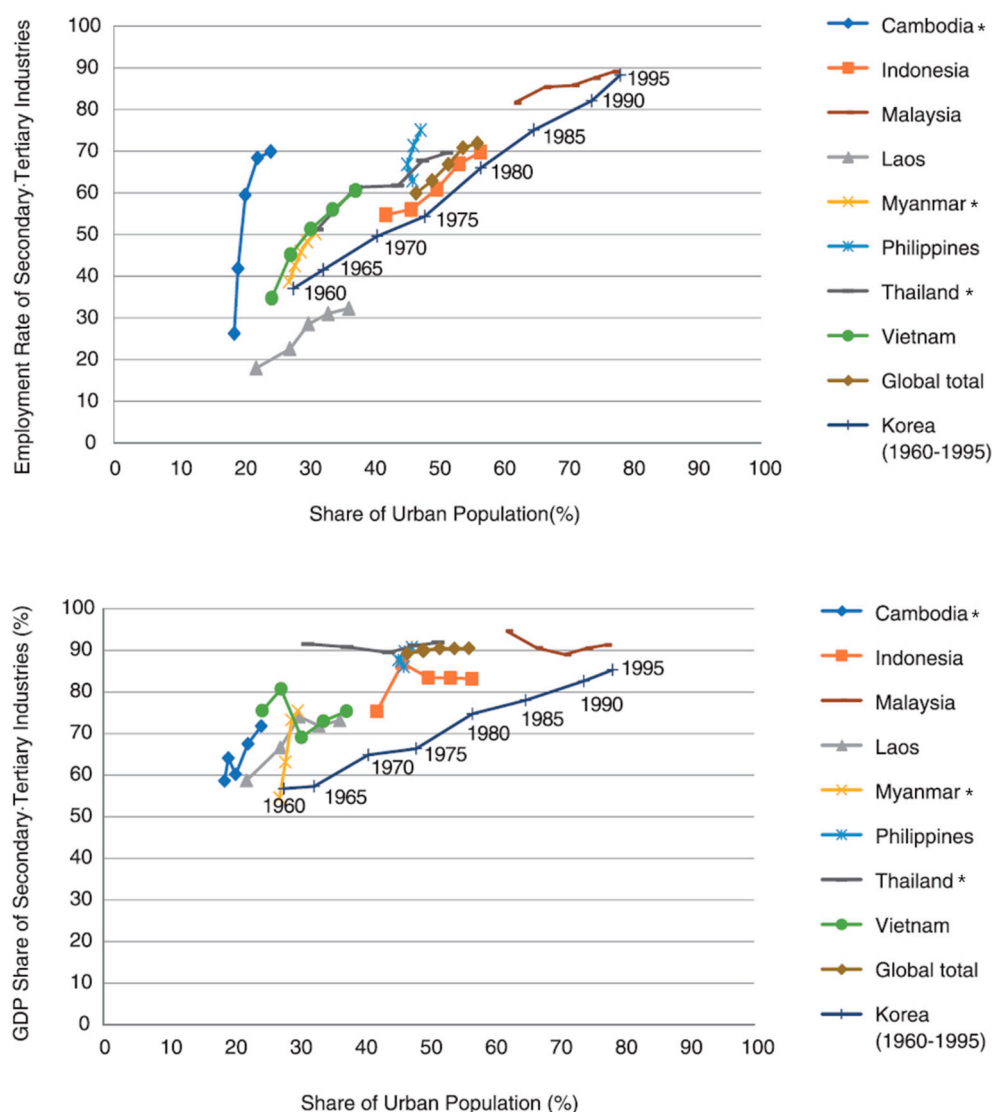 Employment Rate of Secondary·Tertiary Industries
100
90
80
70
60
50
40
30
20
10
0
1995
1990
1985
1980
1975
1970
1965
1960
0 10 20 30 40 50 60 70 80 90 100
Share of Urban Population(%)
Cambodia *
Indonesia
Malaysia
Laos
Myanmar *
Philippines
Thailand *
Vietnam
Global total
Korea
(1960-1995)
GDP Share of Secondary·Tertiary Industries (%)
100
90
80
70
60
50
40
30
20
10
0
1995
1990
1985
1980
1975
1970
1965
1960
0 10 20 30 40 50 60 70 80 90 100
Share of Urban Population (%)
Cambodia *
Indonesia
Malaysia
Laos
Myanmar *
Philippines
Thailand *
Vietnam
Global total
Korea
(1960-1995)